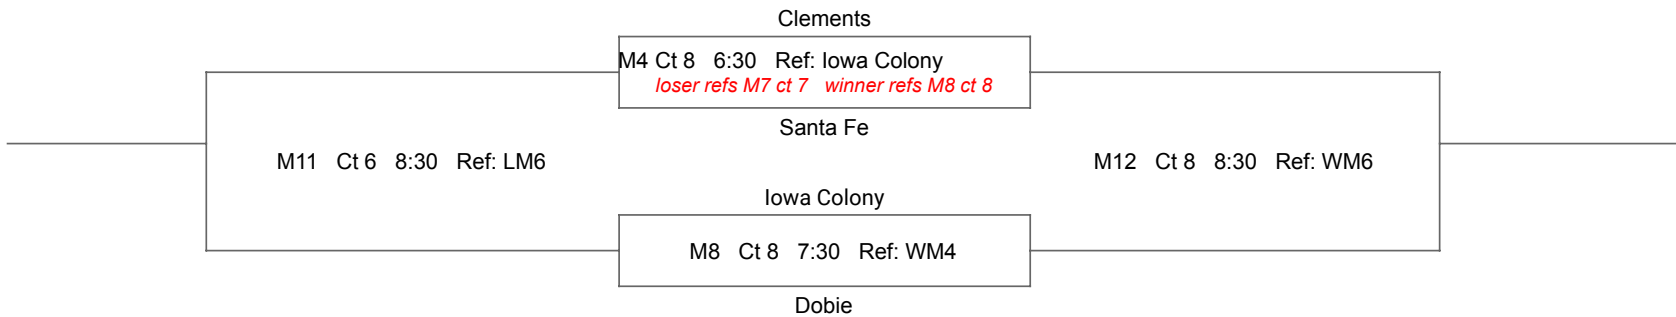 Clements
M4 Ct 8 6:30 Ref: Iowa Colony
loser refs M7 ct 7 winner refs M8 ct 8
Santa Fe
M11 Ct 6 8:30 Ref: LM6
M12 Ct 8 8:30 Ref: WM6
Iowa Colony
M8 Ct 8 7:30 Ref: WM4
Dobie